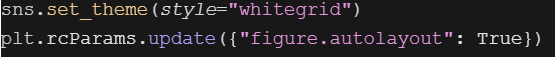 sns.set_theme(style="whitegrid")
plt.rcParams.update({"figure.autolayout": True})